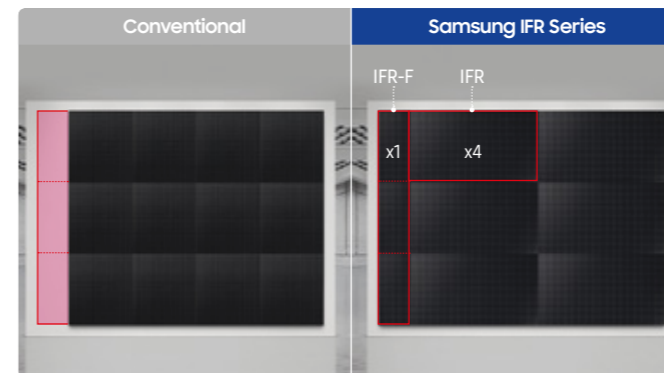 Conventional
Samsung IFR Series
IFR-F
IFR
x1
x4